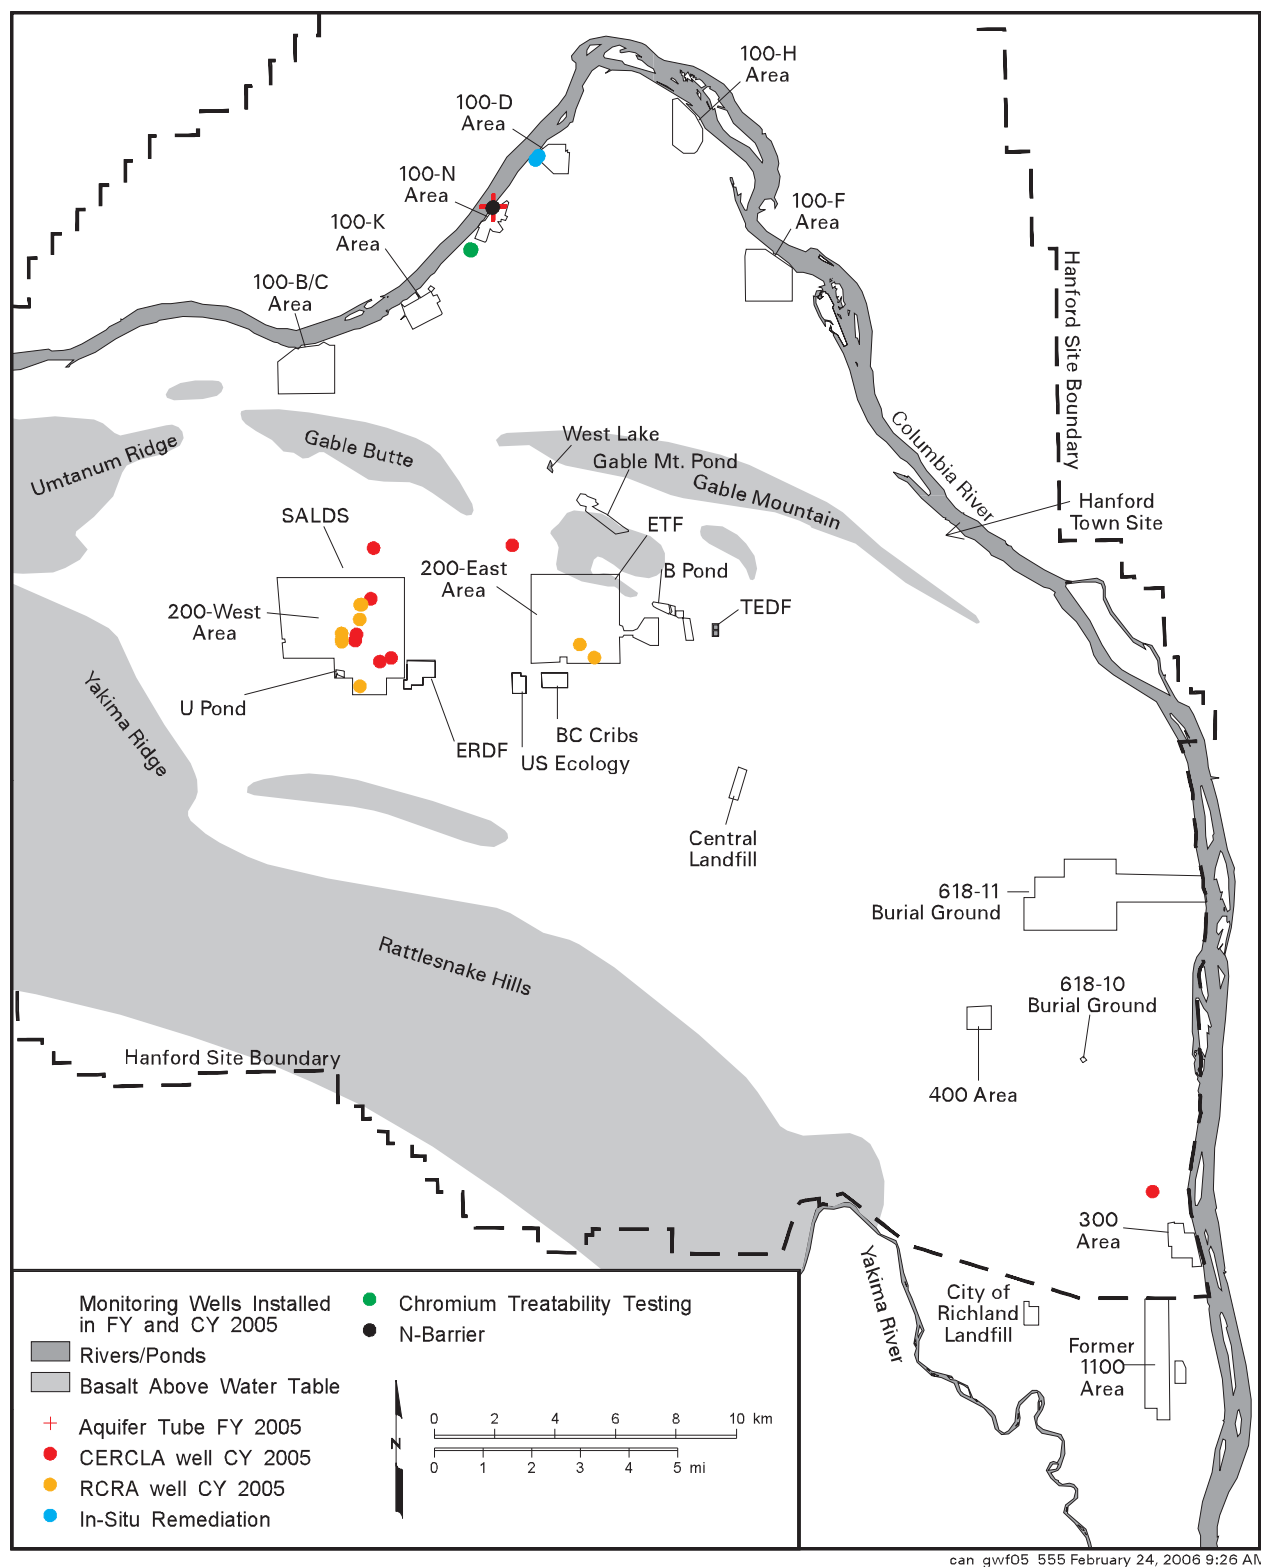 100-H
Area
100-D
Area
100-N
Area
100-K
Area
100-F
Area
100-B/C
Area
Hanford Site Boundary
Columbia River
Umtanum Ridge
Gable Butte
West Lake
Gable Mt. Pond
Gable Mountain
Hanford
Town Site
SALDS
ETF
200-East
Area
B Pond
TEDF
200-West
Area
Yakima Ridge
U Pond
ERDF
BC Cribs
US Ecology
Central
Landfill
618-11
Burial Ground
Rattlesnake Hills
618-10
Burial Ground
Hanford Site Boundary
400 Area
300
Area
Yakima River
City of
Richland
Landfill
Former
1100
Area
Monitoring Wells Installed
in FY and CY 2005
Rivers/Ponds
Basalt Above Water Table
Aquifer Tube FY 2005
CERCLA well CY 2005
RCRA well CY 2005
In-Situ Remediation
Chromium Treatability Testing
N-Barrier
N
0 2 4 6 8 10 km
0 1 2 3 4 5 mi
can_gwf05_555 February 24, 2006 9:26 AM